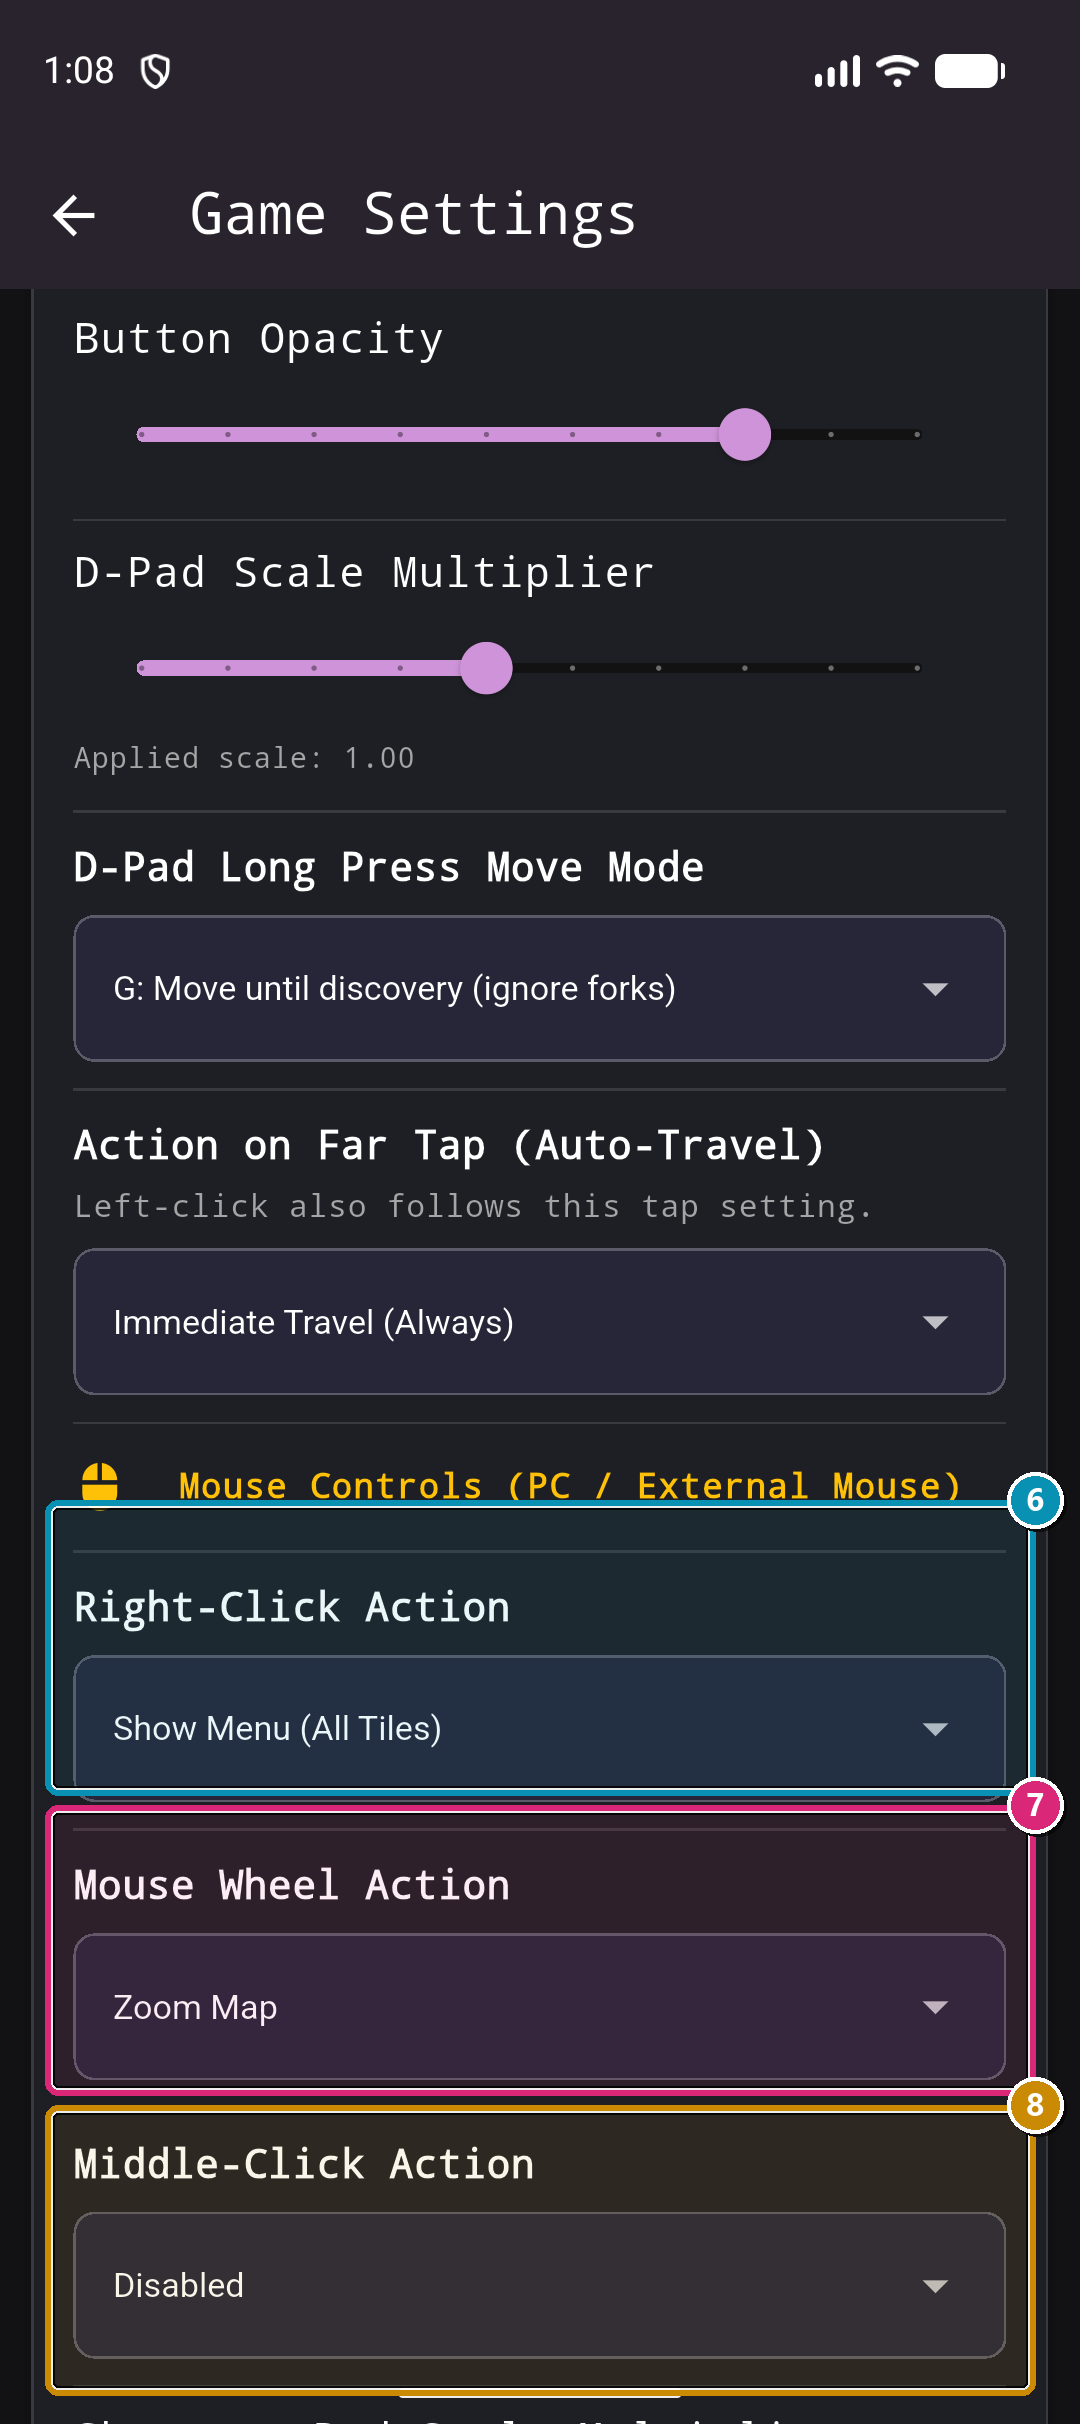 1:08
Game Settings
Button Opacity
D-Pad Scale Multiplier
Applied scale: 1.00
D-Pad Long Press Move Mode
G: Move until discovery (ignore forks)
Action on Far Tap (Auto-Travel)
Left-click also follows this tap setting.
Immediate Travel (Always)
Mouse Controls (PC / External Mouse)
6
Right-Click Action
Show Menu (All Tiles)
7
Mouse Wheel Action
Zoom Map
8
Middle-Click Action
Disabled